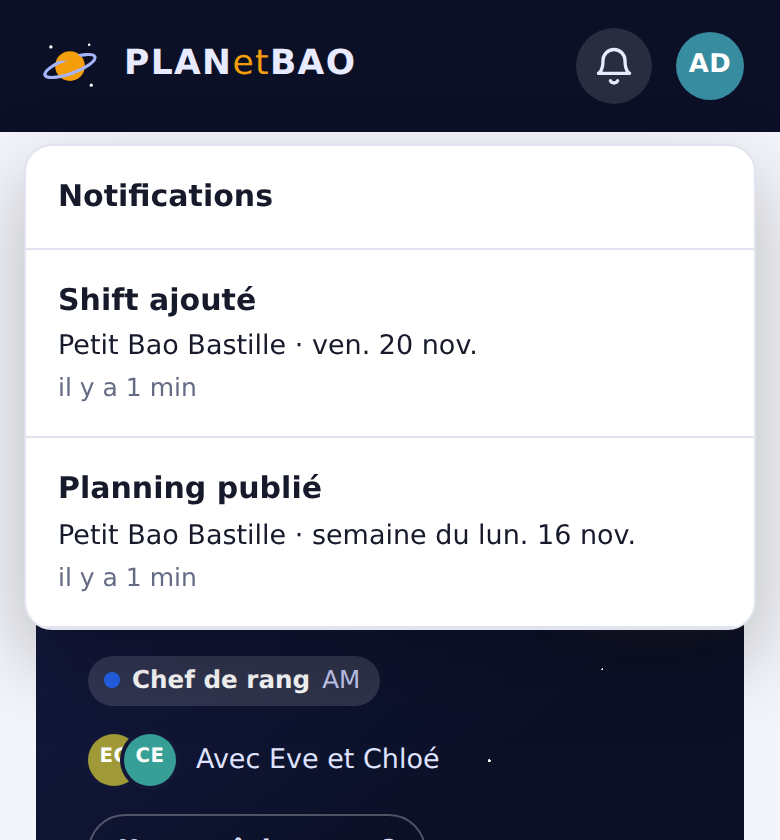 PLANetBAO
AD
Notifications
Shift ajouté
Petit Bao Bastille · ven. 20 nov.
il y a 1 min
Planning publié
Petit Bao Bastille · semaine du lun. 16 nov.
il y a 1 min
Chef de rang AM
CE
Avec Eve et Chloé